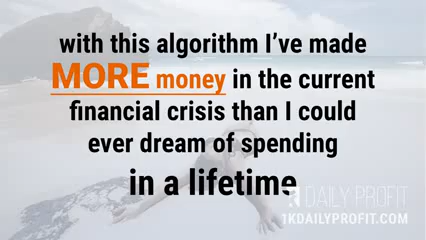 with this algorithm I've made
MORE money in the current
financial crisis than I could
ever dream of spending
in a lifetime
DAILY PROFIT
1KDAILYPROFIT.COM